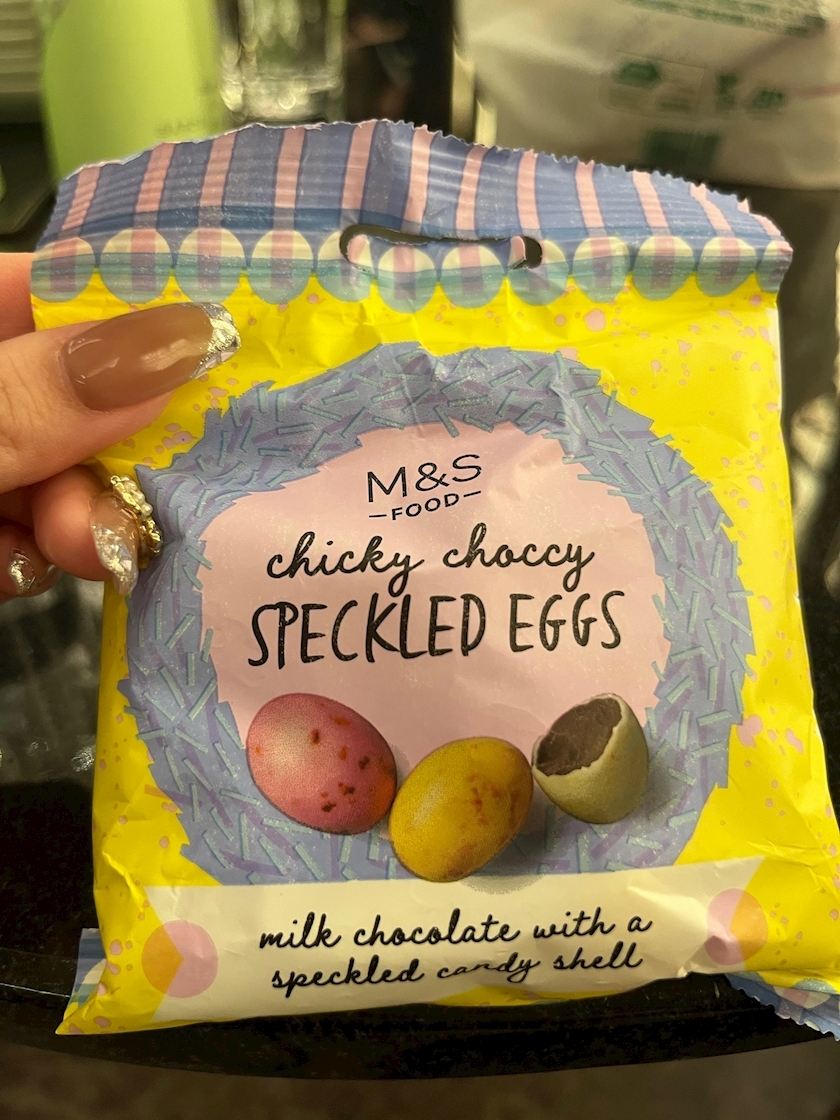 M&S
FOOD
chicky choccy
SPECKLED EGGS
milk chocolate with a
speckled candy shell